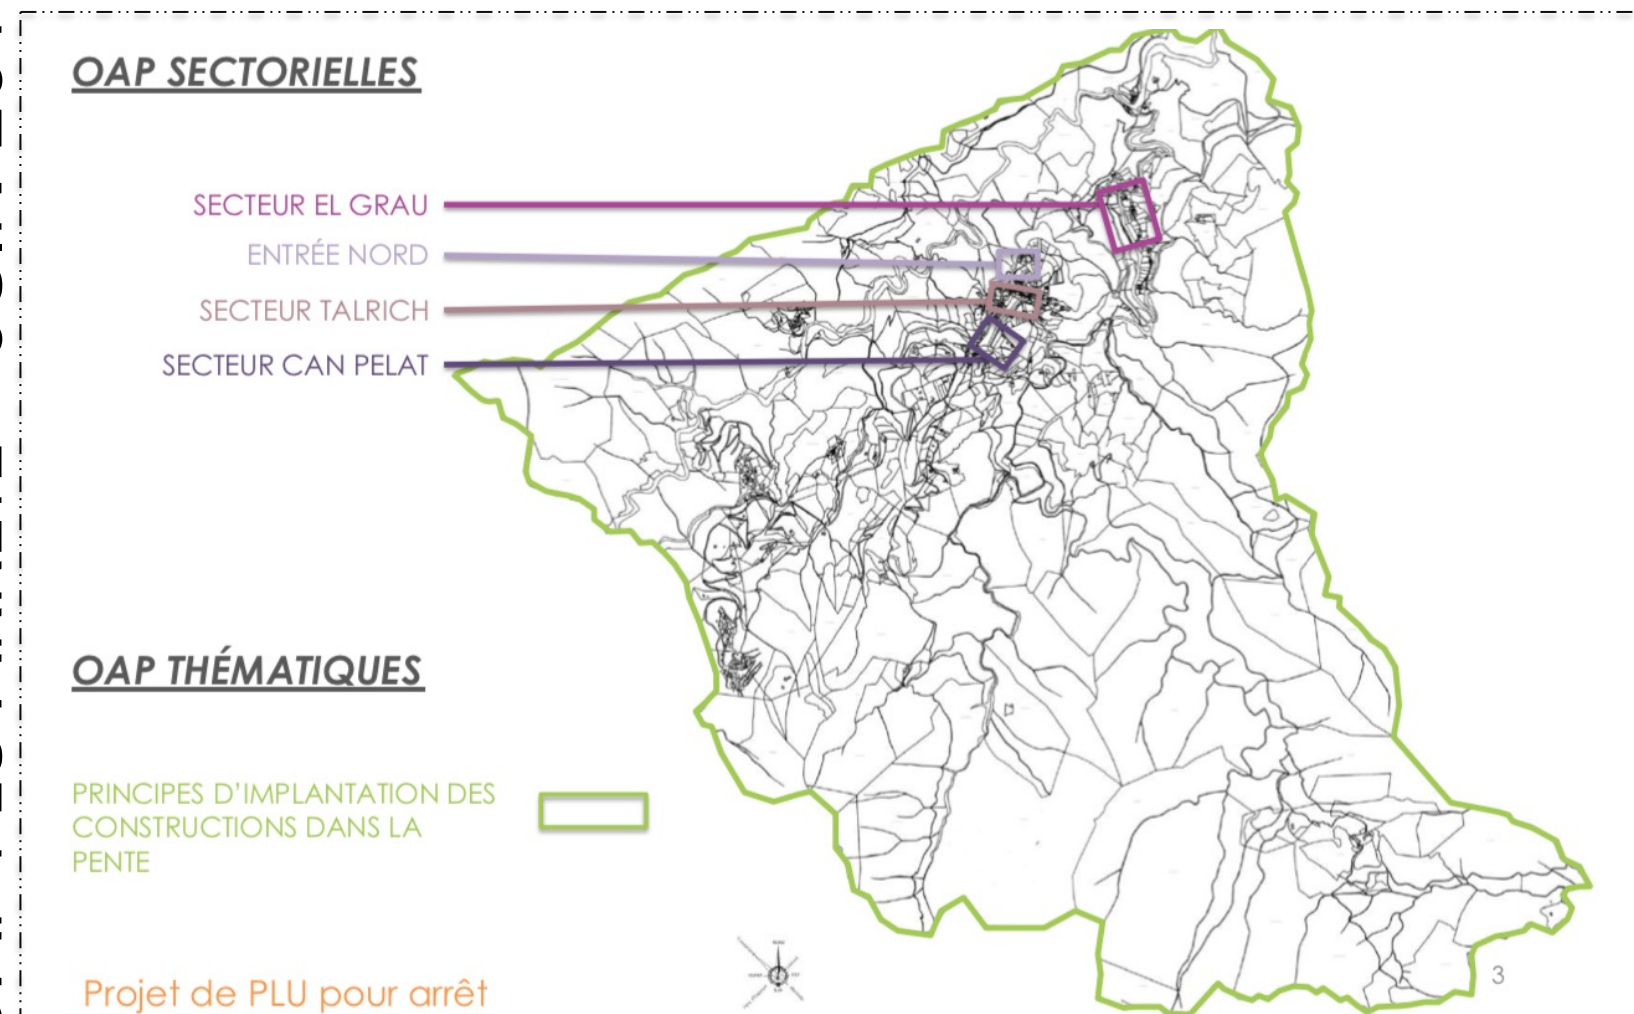 OAP SECTORIELLES
SECTEUR EL GRAU
ENTRÉE NORD
SECTEUR TALRICH
SECTEUR CAN PELAT
OAP THÉMATIQUES
PRINCIPES D'IMPLANTATION DES
CONSTRUCTIONS DANS LA
PENTE
Projet de PLU pour arrêt
3